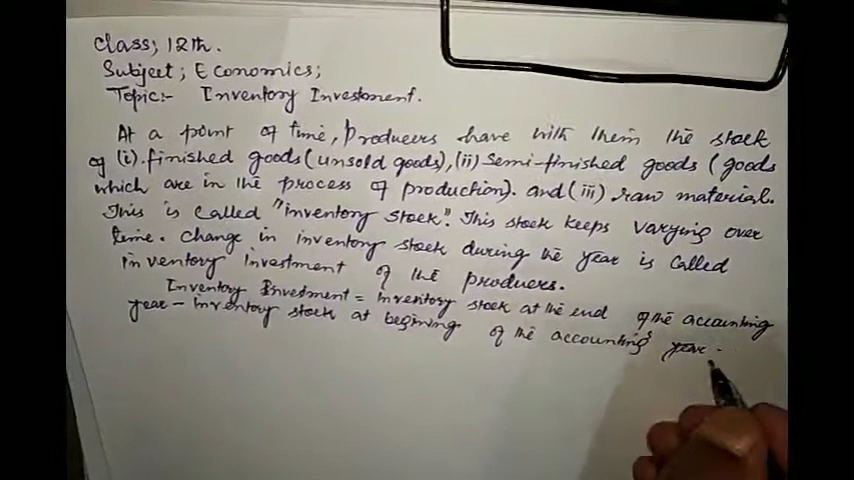 Class; 12th.
Subject; Economics;
Topic:- Inventory Investment.
At a point of time, Producers have with them the stock
of (i). finished goods (unsold goods), (ii) Semi-finished goods (goods
which are in the process of production). and (iii) raw material.
This is called "inventory stock". This stock keeps varying over
time. Change in inventory stock during the year is called
inventory investment of the producers.
Inventory Investment = Inventory stock at the end of the accounting
year - inventory stock at begining of the accounting year.